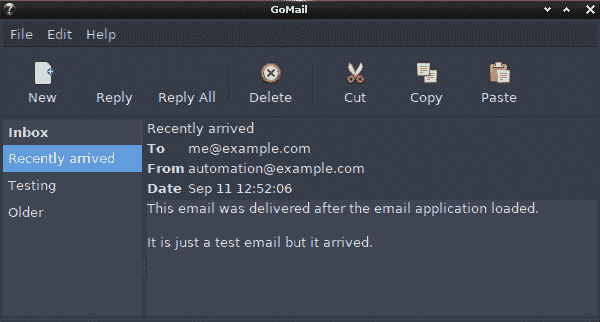 GoMail
File Edit Help
New Reply Reply All Delete Cut Copy Paste
Inbox
Recently arrived
Testing
Older
Recently arrived
To me@example.com
From automation@example.com
Date Sep 11 12:52:06
This email was delivered after the email application loaded.
It is just a test email but it arrived.